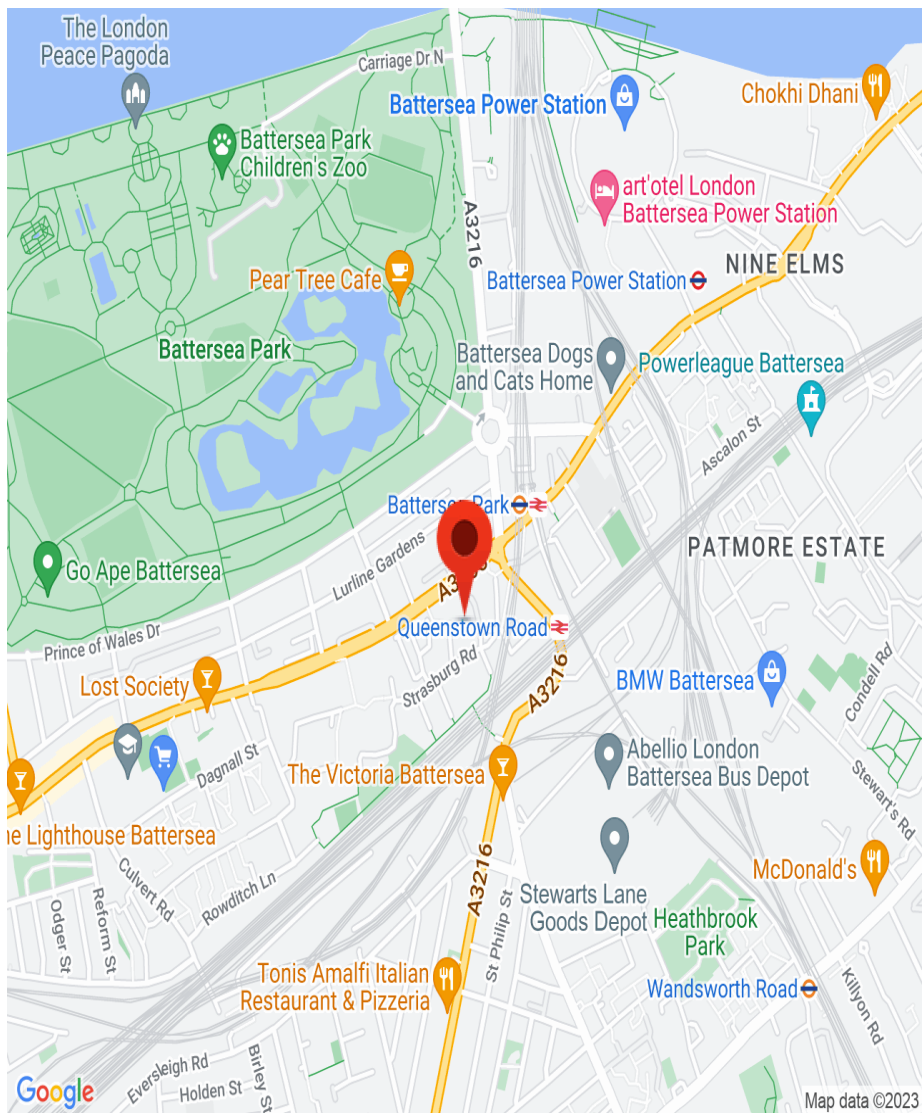 The London
Peace Pagoda
Carriage Dr N
Battersea Power Station
Chokhi Dhani
Battersea Park
Children's Zoo
art'otel London
Battersea Power Station
A3216
NINE ELMS
Pear Tree Cafe
Battersea Power Station
Battersea Park
Battersea Dogs
and Cats Home
Powerleague Battersea
Ascalon St
Battersea Park
Lurline Gardens
PATMORE ESTATE
Go Ape Battersea
Queenstown Road
Prince of Wales Dr
Strasburg Rd
A3216
Lost Society
BMW Battersea
Condell Rd
Dagnall St
The Victoria Battersea
Abellio London
Battersea Bus Depot
Stewart's Rd
he Lighthouse Battersea
Culvert Rd
Rowditch Ln
A3216
McDonald's
Odger St
Reform St
St Philip St
Stewarts Lane
Goods Depot
Heathbrook
Park
Tonis Amalfi Italian
Restaurant & Pizzeria
Wandsworth Road
Killyon Rd
Eversleigh Rd
Holden St
Birley St
Google
Map data ©2023